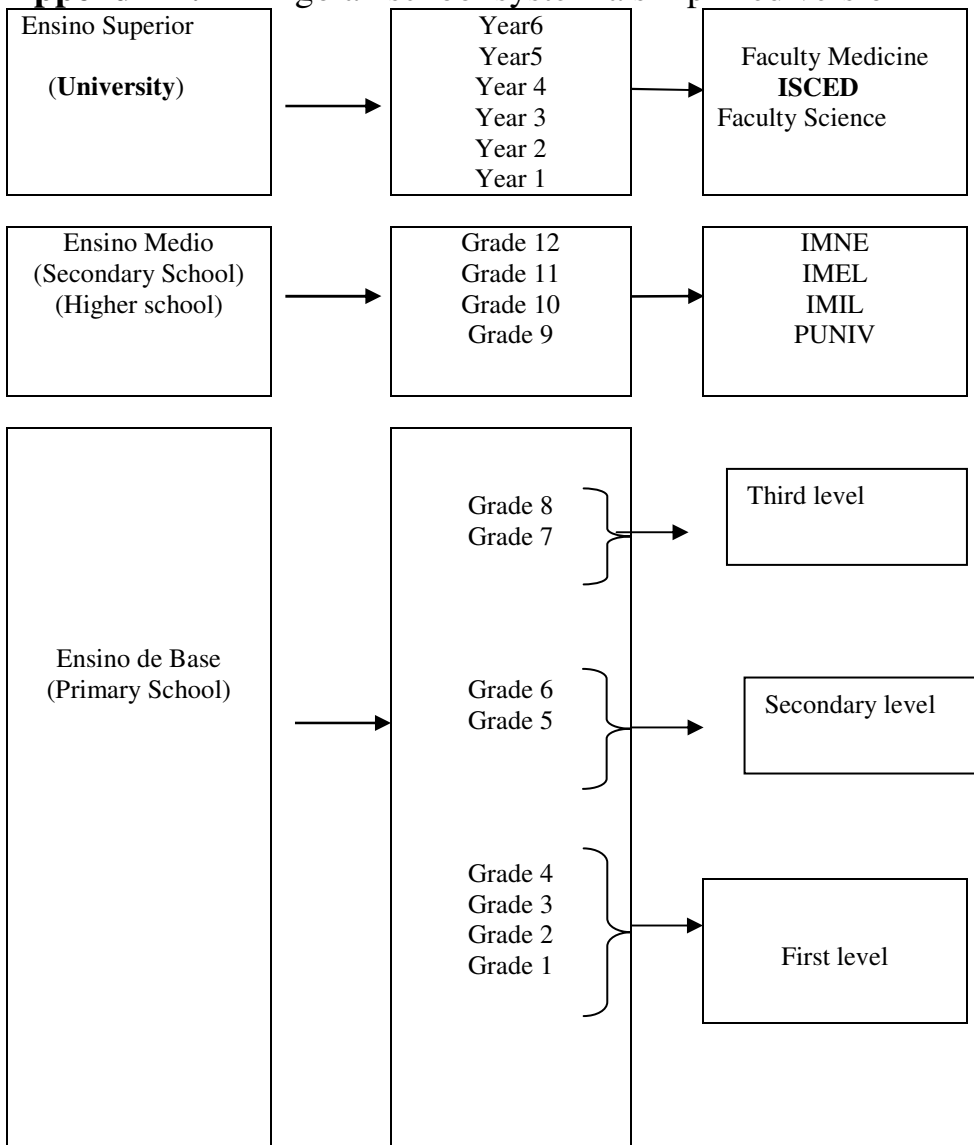 Ensino Superior
(University)
Year6
Year5
Year 4
Year 3
Year 2
Year 1
Faculty Medicine
ISCED
Faculty Science
Ensino Medio
(Secondary School)
(Higher school)
Grade 12
Grade 11
Grade 10
Grade 9
IMNE
IMEL
IMIL
PUNIV
Ensino de Base
(Primary School)
Grade 8
Grade 7
Third level
Grade 6
Grade 5
Secondary level
Grade 4
Grade 3
Grade 2
Grade 1
First level